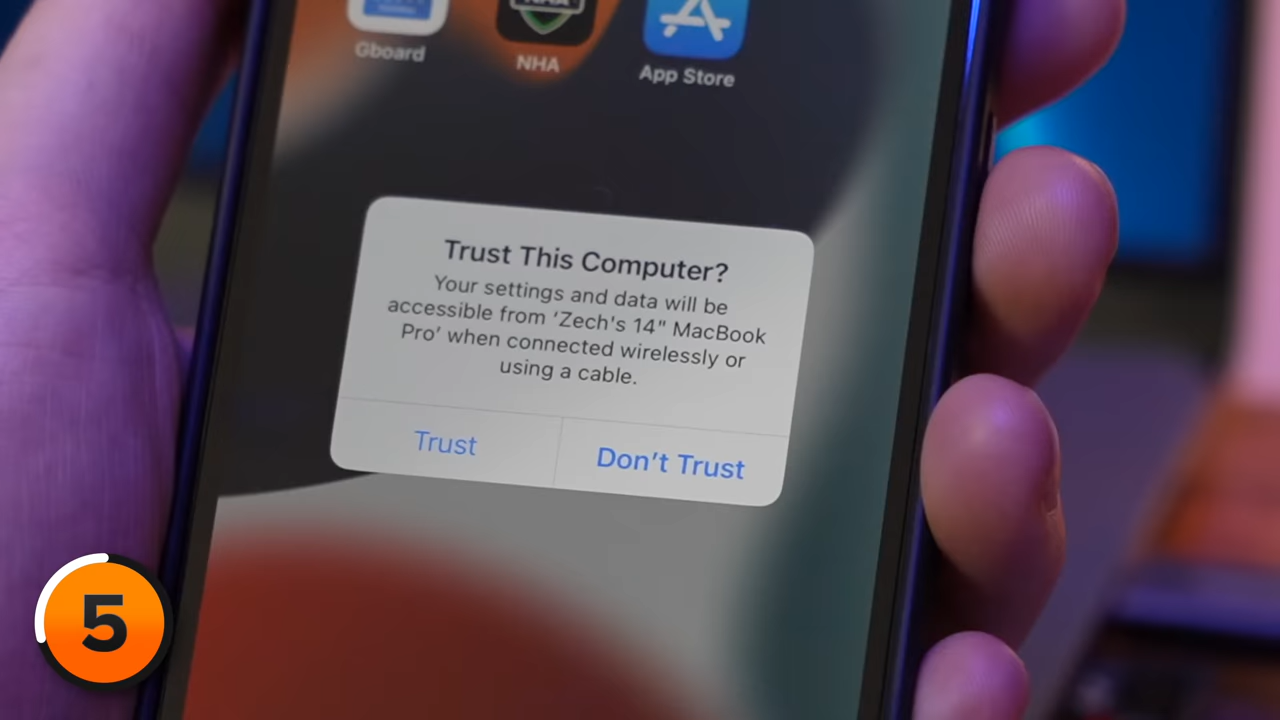 Gboard
NHA
App Store
Trust This Computer?
Your settings and data will be
accessible from ‘Zech's 14" MacBook
Pro’ when connected wirelessly or
using a cable.
Trust
Don’t Trust
5